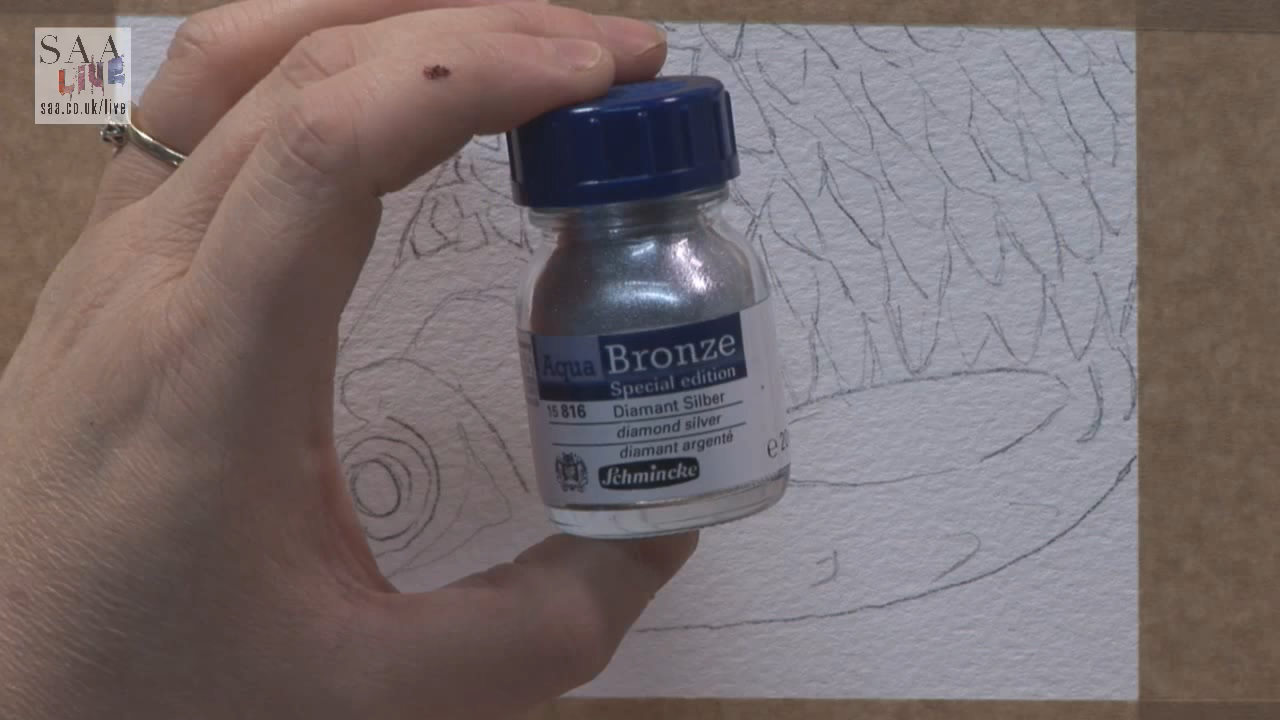 SAA
LIVE
saa.co.uk/live
Aqua Bronze
Special edition
15 816 Diamant Silber
diamond silver
diamant argenté
Schmincke